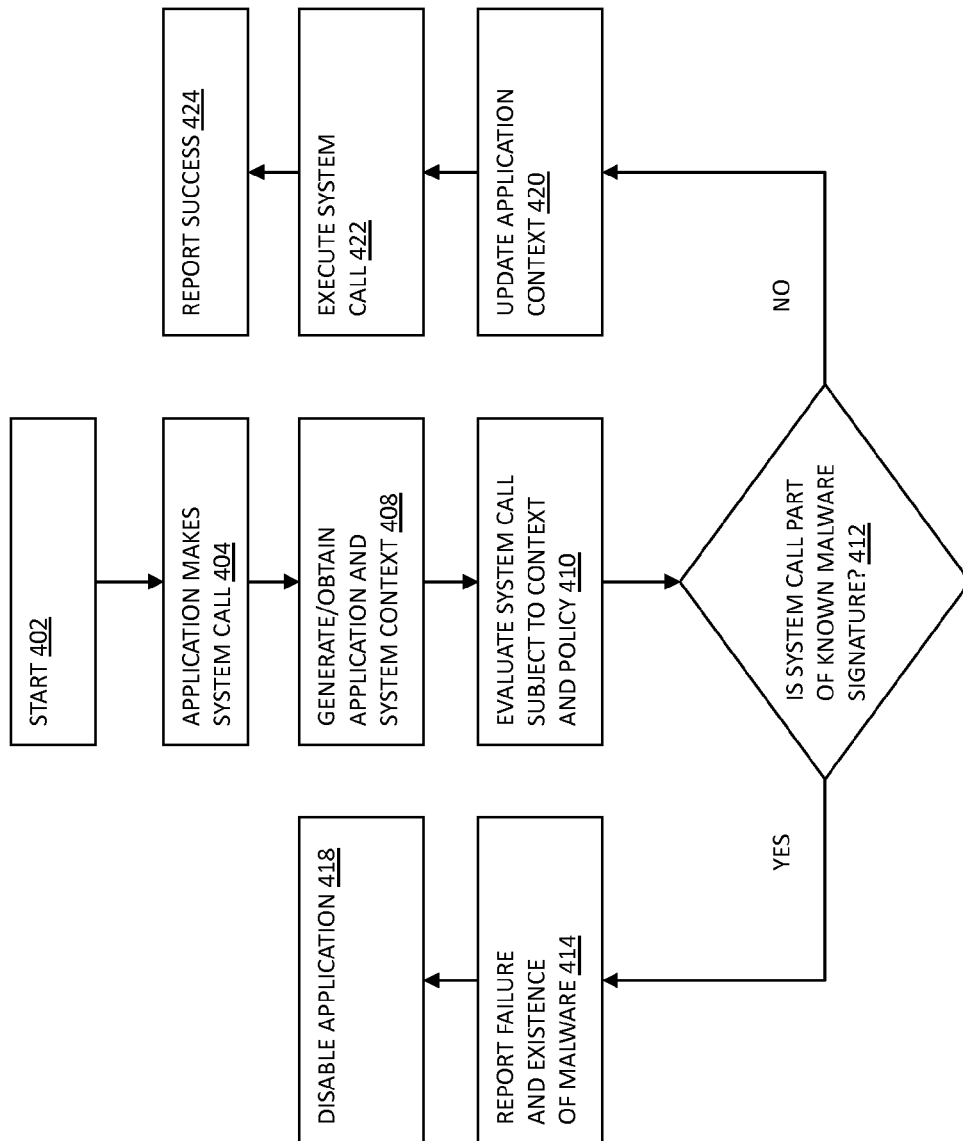 START 402
APPLICATION MAKES
SYSTEM CALL 404
GENERATE/OBTAIN
APPLICATION AND
SYSTEM CONTEXT 408
EVALUATE SYSTEM CALL
SUBJECT TO CONTEXT
AND POLICY 410
IS SYSTEM CALL PART
OF KNOWN MALWARE
SIGNATURE? 412
YES
REPORT FAILURE
AND EXISTENCE
OF MALWARE 414
DISABLE APPLICATION 418
NO
UPDATE APPLICATION
CONTEXT 420
EXECUTE SYSTEM
CALL 422
REPORT SUCCESS 424